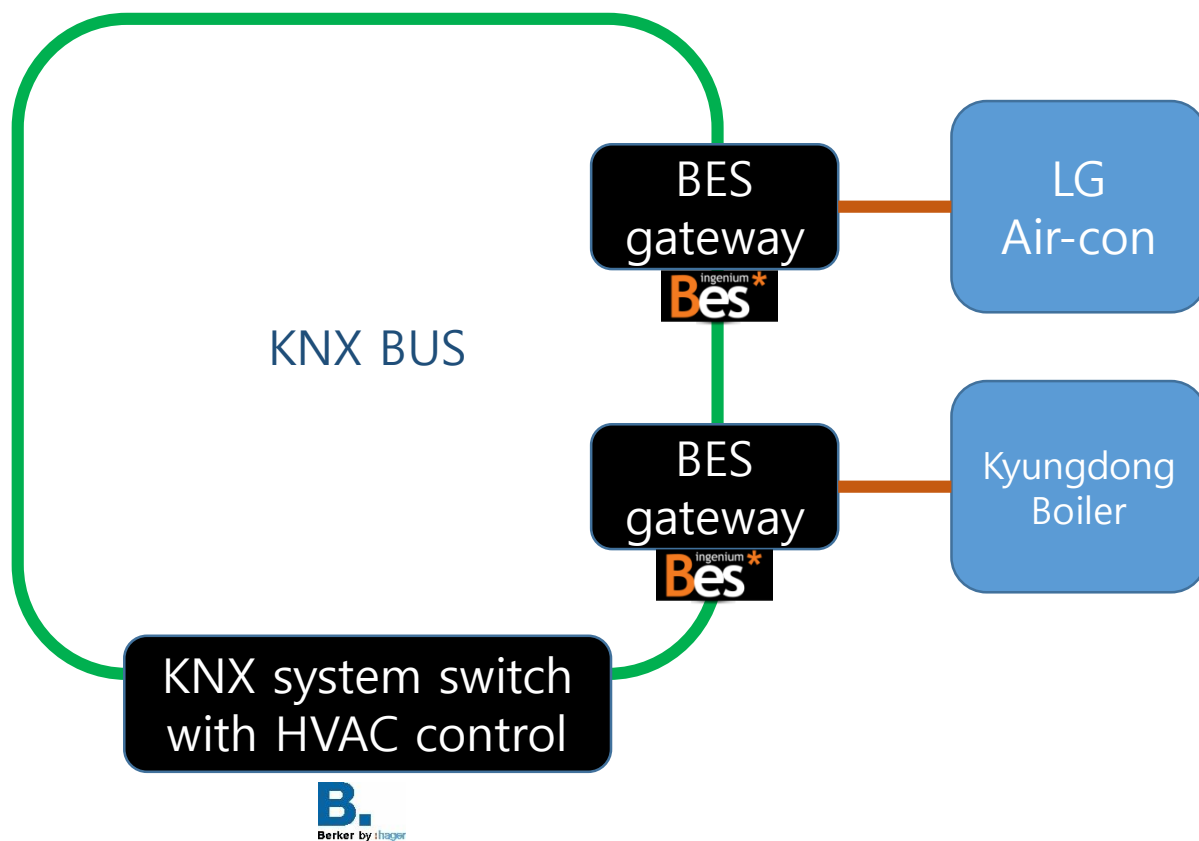 BES
gateway
ingenium
Bes*
LG
Air-con
KNX BUS
BES
gateway
ingenium
Bes*
Kyungdong
Boiler
KNX system switch
with HVAC control
B.
Berker by :hager